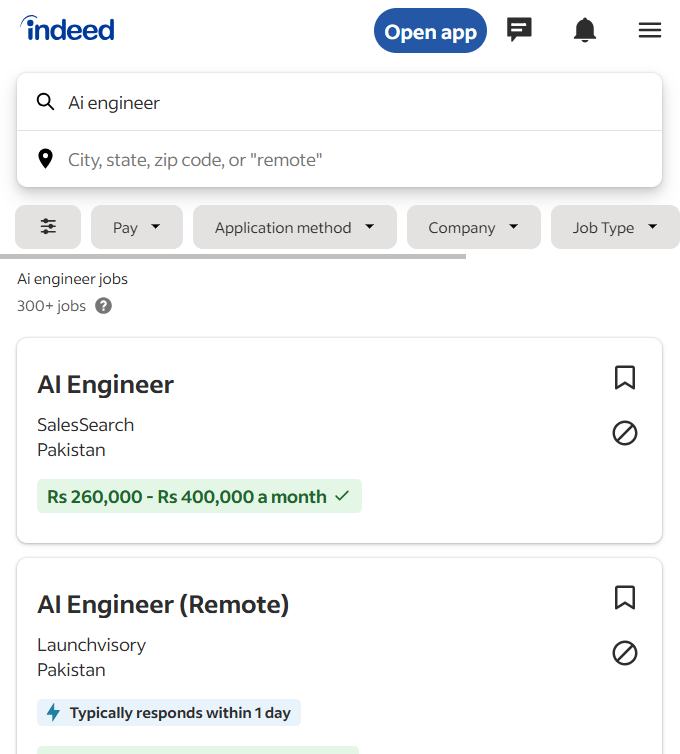 indeed
Open app
Ai engineer
City, state, zip code, or "remote"
Pay
Application method
Company
Job Type
Ai engineer jobs
300+ jobs ?
AI Engineer
SalesSearch
Pakistan
Rs 260,000 - Rs 400,000 a month
AI Engineer (Remote)
Launchvisory
Pakistan
Typically responds within 1 day